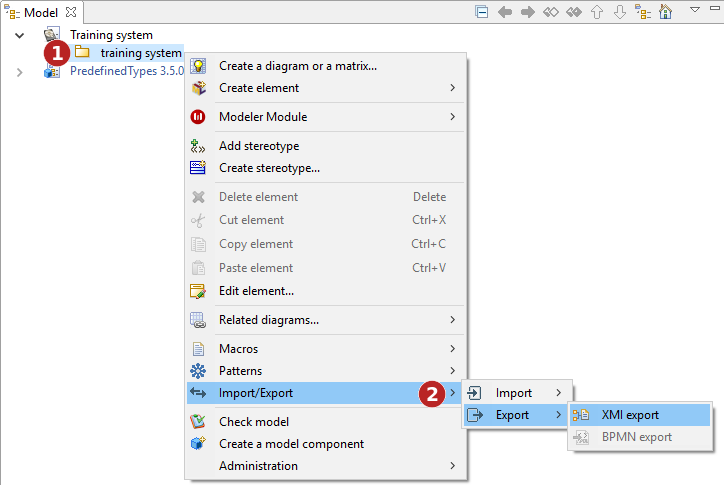 Model
Training system
1
training system
PredefinedTypes 3.5.0
Create a diagram or a matrix...
Create element
Modeler Module
Add stereotype
Create stereotype...
Delete element Delete
Cut element Ctrl+X
Copy element Ctrl+C
Paste element Ctrl+V
Edit element...
Related diagrams...
Macros
Patterns
Import/Export 2
Import
Export
XMI export
BPMN export
Check model
Create a model component
Administration